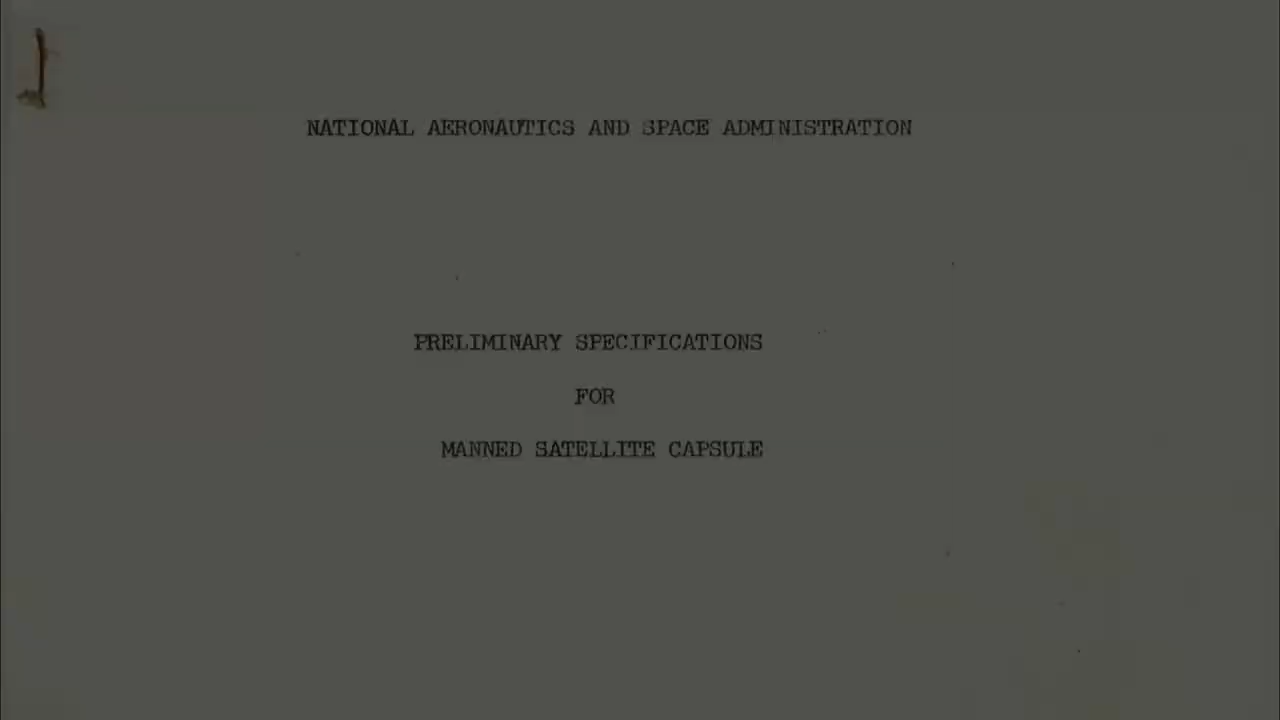 NATIONAL AERONAUTICS AND SPACE ADMINISTRATION
PRELIMINARY SPECIFICATIONS
FOR
MANNED SATELLITE CAPSULE